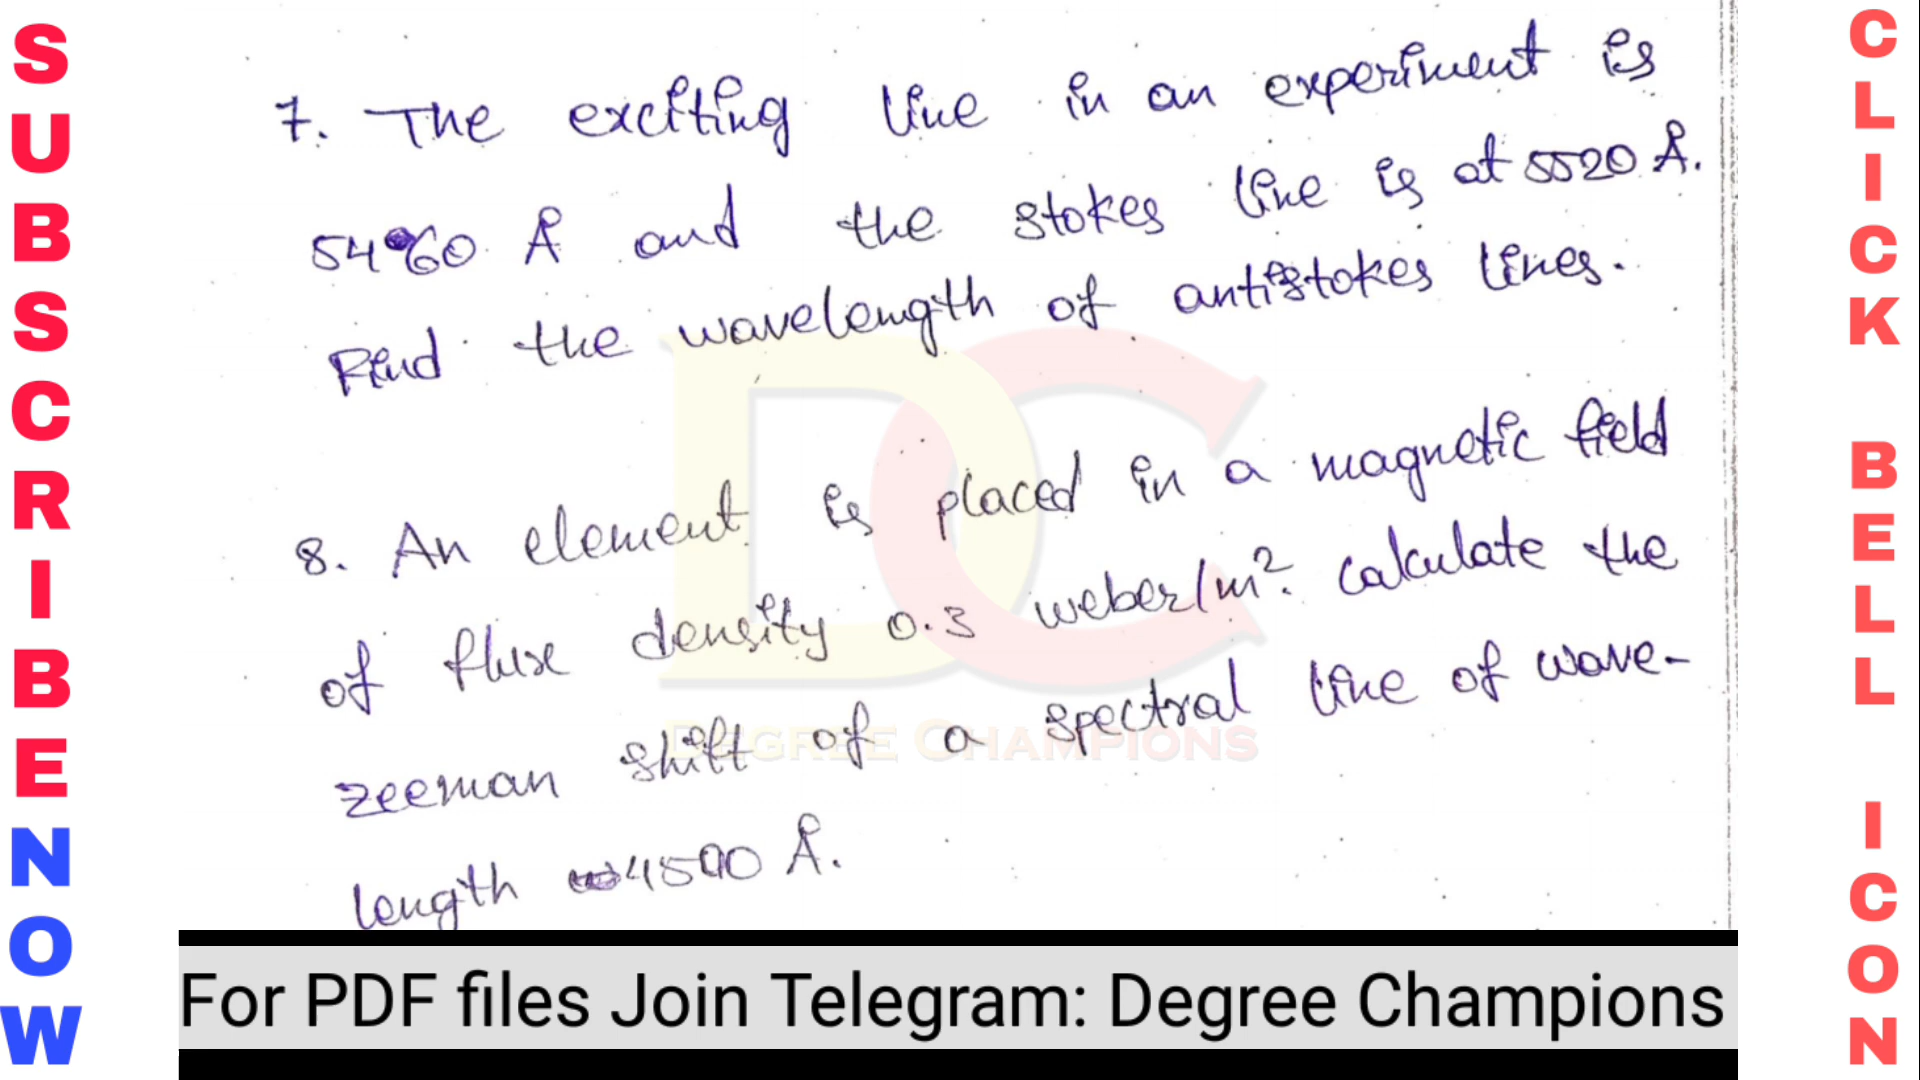 SUBSCRIBE NOW
7. The exciting line in an experiment is
5460 Å and the stokes line is at 5520 Å.
Find the wavelength of antistokes lines.
8. An element is placed in a magnetic field
of flux density 0.3 weber/m². calculate the
zeeman shift of a spectral line of wave-
length 4500 Å.
DC
DEGREE CHAMPIONS
For PDF files Join Telegram: Degree Champions
CLICK BELL ICON